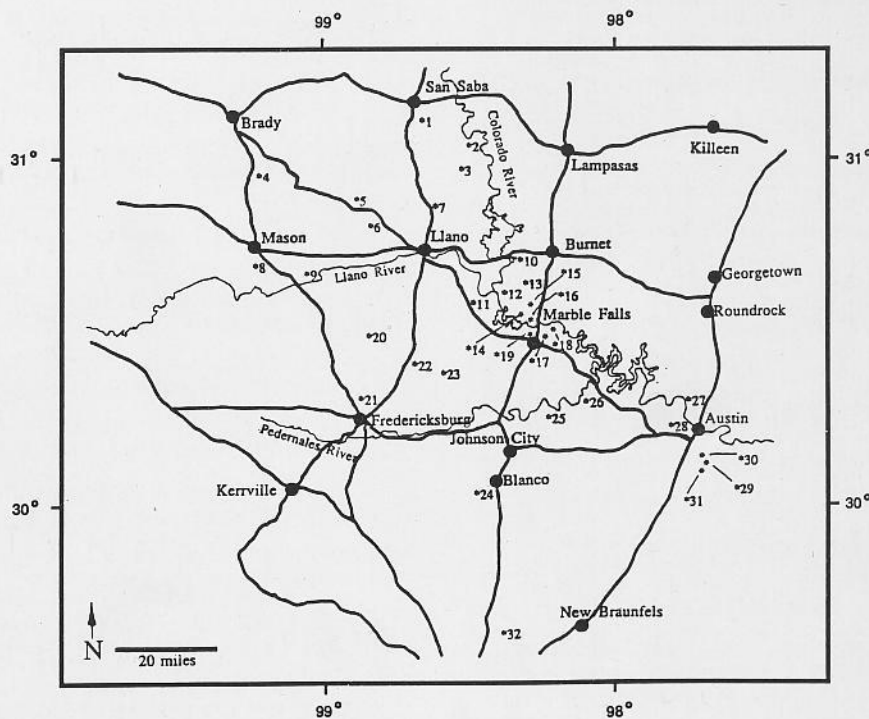 99°
98°
San Saba
•1
Brady
Colorado River
•2
Killeen
31°
31°
Lampasas
•3
•4
•5
•7
•6
Mason
Llano
Burnet
•10
•8
•9
Llano River
•15
Georgetown
•13
•12
•16
•11
Roundrock
Marble Falls
•20
14
•19
•17
18
•22
•23
•21
•26
•27
Fredericksburg
•25
•28
Austin
Pedernales River
Johnson City
•30
Kerrville
Blanco
•24
•29
31
30°
30°
New Braunfels
•32
N
20 miles
99°
98°